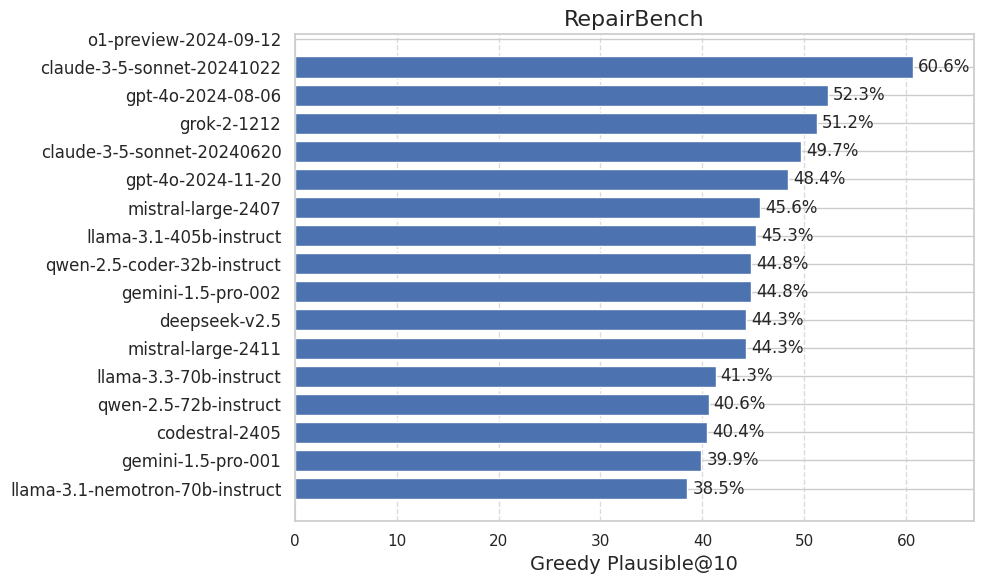 RepairBench
o1-preview-2024-09-12
claude-3-5-sonnet-20241022 60.6%
gpt-4o-2024-08-06 52.3%
grok-2-1212 51.2%
claude-3-5-sonnet-20240620 49.7%
gpt-4o-2024-11-20 48.4%
mistral-large-2407 45.6%
llama-3.1-405b-instruct 45.3%
qwen-2.5-coder-32b-instruct 44.8%
gemini-1.5-pro-002 44.8%
deepseek-v2.5 44.3%
mistral-large-2411 44.3%
llama-3.3-70b-instruct 41.3%
qwen-2.5-72b-instruct 40.6%
codestral-2405 40.4%
gemini-1.5-pro-001 39.9%
llama-3.1-nemotron-70b-instruct 38.5%
0 10 20 30 40 50 60
Greedy Plausible@10